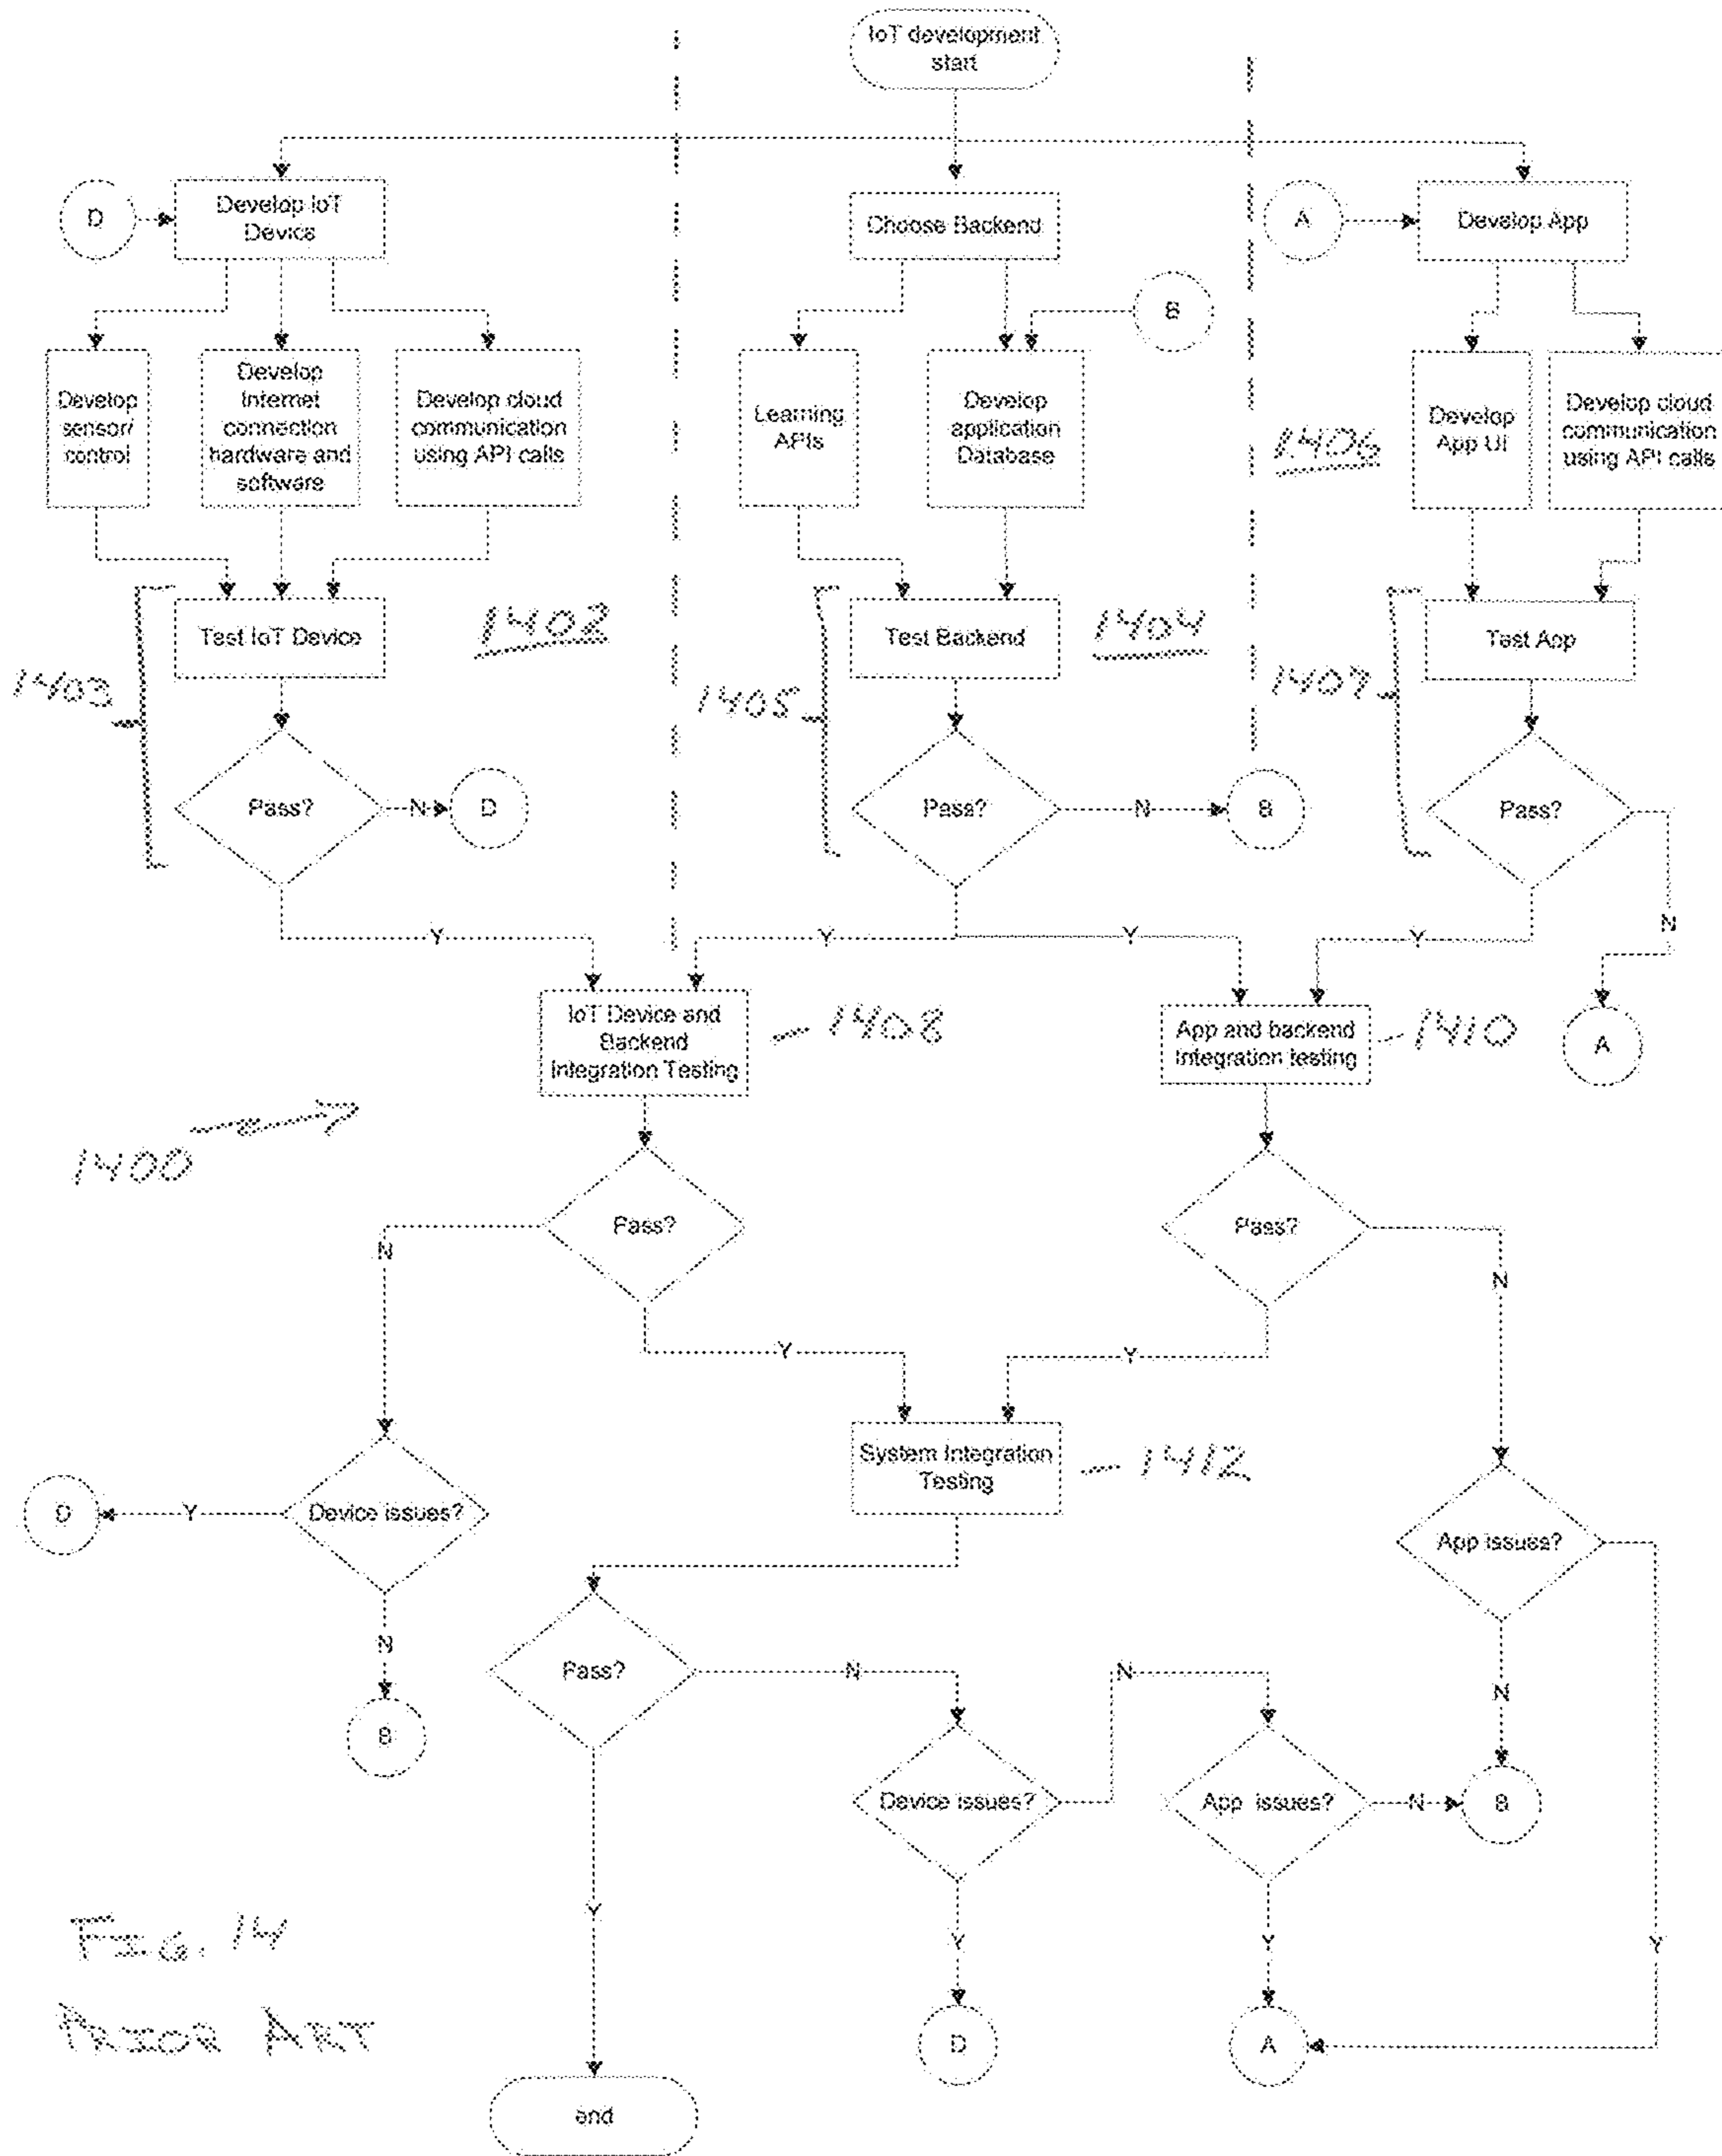 IoT development
start
D
Develop IoT
Device
Choose Backend
A
Develop App
B
Develop
sensor/
control
Develop
Internet
connection
hardware and
software
Develop cloud
communication
using API calls
Learning
APIs
Develop
application
Database
1406
Develop
App UI
Develop cloud
communication
using API calls
1403
Test IoT Device
1402
1405
Test Backend
1404
1407
Test App
Pass?
N
D
Pass?
N
B
Pass?
N
Y
Y
Y
Y
IoT Device and
Backend
Integration Testing
1408
App and backend
integration testing
1410
A
1400
Pass?
N
Pass?
N
Y
Y
System Integration
Testing
1412
D
Y
Device issues?
App issues?
N
B
Pass?
N
N
N
Device issues?
App issues?
N
B
Y
Y
Y
Y
FIG. 14
PRIOR ART
D
A
end